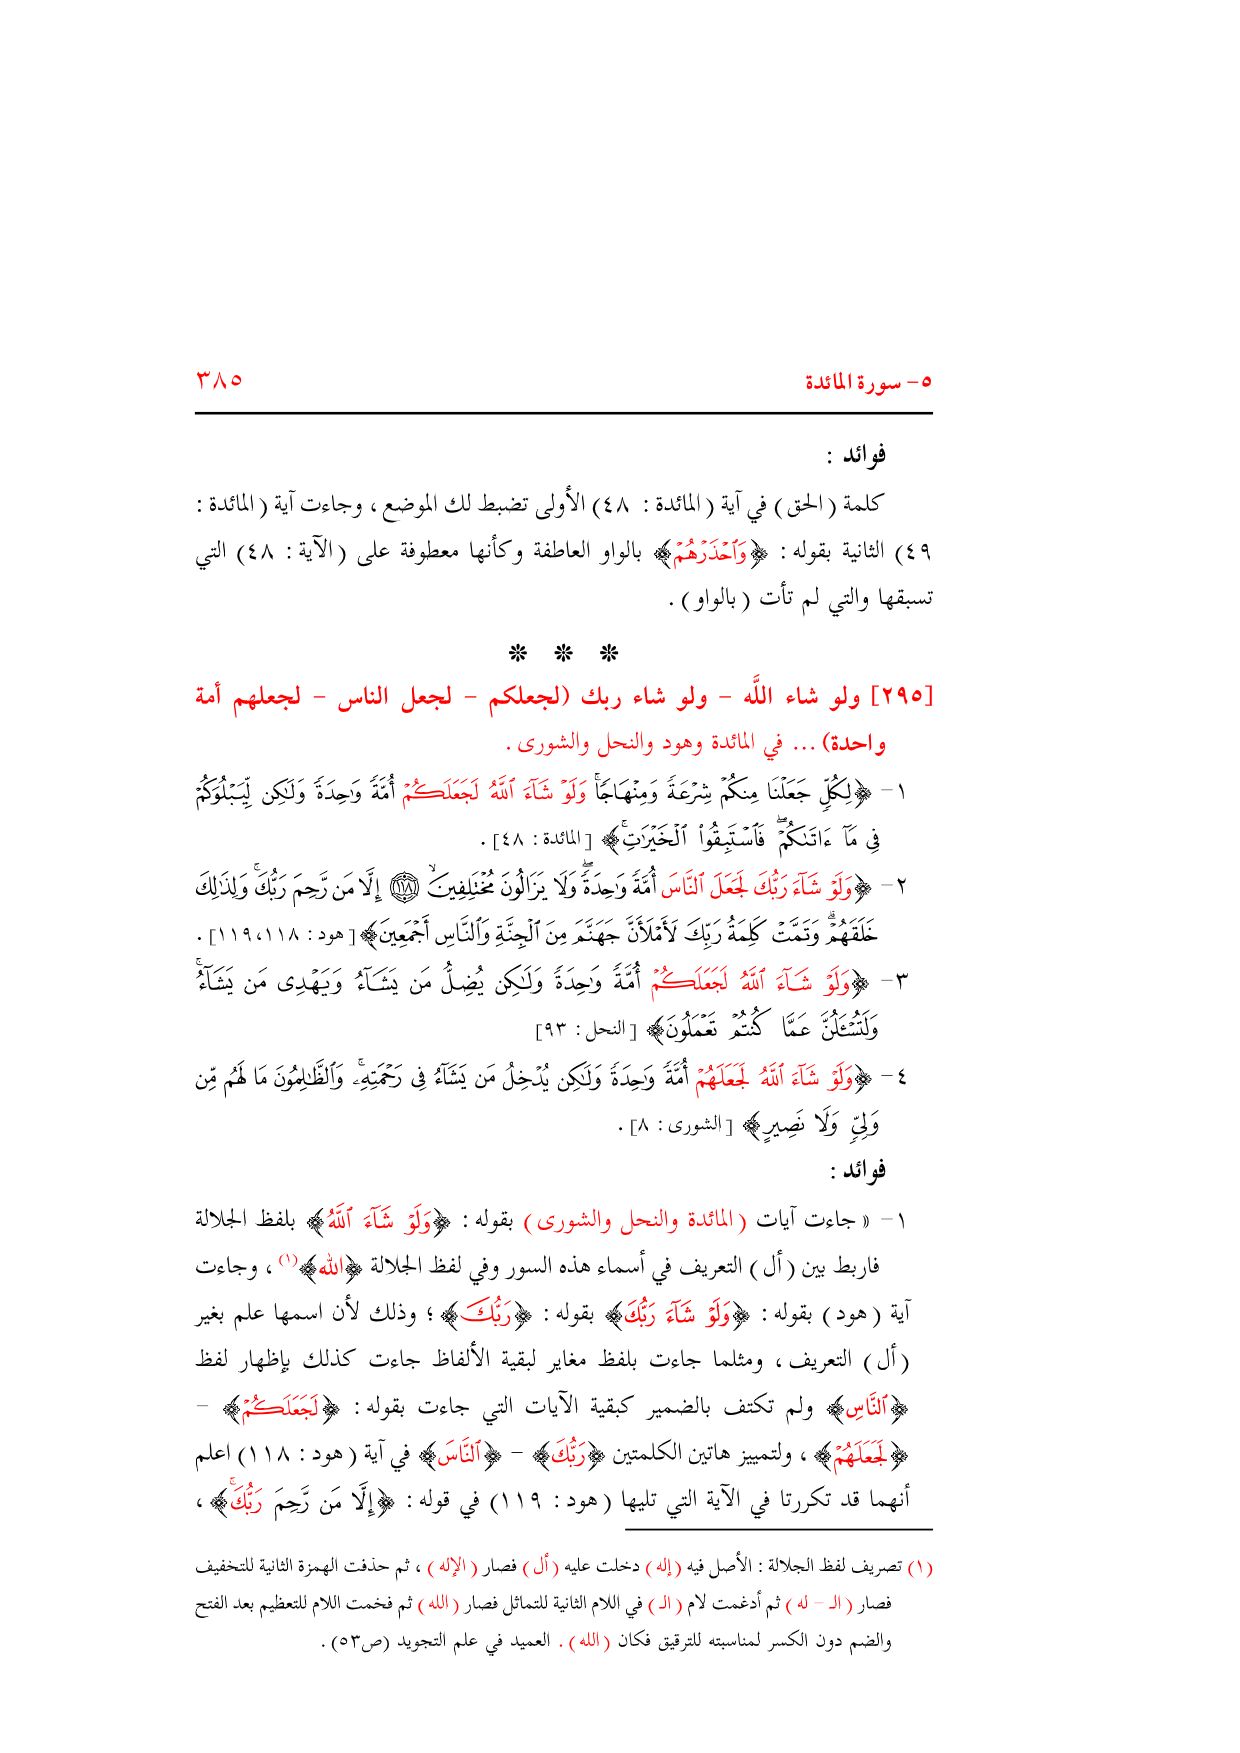 ٥- سورة المائدة ٣٨٥
فوائد :
كلمة (الحق) في آية (المائدة : ٤٨) الأولى تضبط لك الموضع ، وجاءت آية (المائدة :
٤٩) الثانية بقوله : ﴿وَٱحۡذَرۡهُمۡ﴾ بالواو العاطفة وكأنها معطوفة على (الآية : ٤٨) التي
تسبقها والتي لم تأت (بالواو) .
❊ ❊ ❊
[٢٩٥] ولو شاء اللَّه – ولو شاء ربك (لجعلكم – لجعل الناس – لجعلهم أمة
واحدة) ... في المائدة وهود والنحل والشورى .
١- ﴿لِكُلّٖ جَعَلۡنَا مِنكُمۡ شِرۡعَةٗ وَمِنۡهَاجٗاۚ وَلَوۡ شَآءَ ٱللَّهُ لَجَعَلَكُمۡ أُمَّةٗ وَٰحِدَةٗ وَلَٰكِن لِّيَبۡلُوَكُمۡ
فِي مَآ ءَاتَىٰكُمۡۖ فَٱسۡتَبِقُواْ ٱلۡخَيۡرَٰتِۚ﴾ [المائدة : ٤٨] .
٢- ﴿وَلَوۡ شَآءَ رَبُّكَ لَجَعَلَ ٱلنَّاسَ أُمَّةٗ وَٰحِدَةٗۖ وَلَا يَزَالُونَ مُخۡتَلِفِينَۙ ١١٨ إِلَّا مَن رَّحِمَ رَبُّكَۚ وَلِذَٰلِكَ
خَلَقَهُمۡۗ وَتَمَّتۡ كَلِمَةُ رَبِّكَ لَأَمۡلَأَنَّ جَهَنَّمَ مِنَ ٱلۡجِنَّةِ وَٱلنَّاسِ أَجۡمَعِينَ﴾ [هود : ١١٨،١١٩] .
٣- ﴿وَلَوۡ شَآءَ ٱللَّهُ لَجَعَلَكُمۡ أُمَّةٗ وَٰحِدَةٗ وَلَٰكِن يُضِلُّ مَن يَشَآءُ وَيَهۡدِي مَن يَشَآءُۚ
وَلَتُسۡـَٔلُنَّ عَمَّا كُنتُمۡ تَعۡمَلُونَ﴾ [النحل : ٩٣]
٤- ﴿وَلَوۡ شَآءَ ٱللَّهُ لَجَعَلَهُمۡ أُمَّةٗ وَٰحِدَةٗ وَلَٰكِن يُدۡخِلُ مَن يَشَآءُ فِي رَحۡمَتِهِۦۚ وَٱلظَّٰلِمُونَ مَا لَهُم مِّن
وَلِيّٖ وَلَا نَصِيرٍ﴾ [الشورى : ٨] .
فوائد :
١- « جاءت آيات (المائدة والنحل والشورى) بقوله : ﴿وَلَوۡ شَآءَ ٱللَّهُ﴾ بلفظ الجلالة
فاربط بين (أل) التعريف في أسماء هذه السور وفي لفظ الجلالة ﴿الله﴾(١) ، وجاءت
آية (هود) بقوله : ﴿وَلَوۡ شَآءَ رَبُّكَ﴾ بقوله : ﴿رَبُّكَ﴾ ؛ وذلك لأن اسمها علم بغير
(أل) التعريف ، ومثلما جاءت بلفظ مغاير لبقية الألفاظ جاءت كذلك بإظهار لفظ
﴿ٱلنَّاسِ﴾ ولم تكتف بالضمير كبقية الآيات التي جاءت بقوله : ﴿لَجَعَلَكُمۡ﴾ –
﴿لَجَعَلَهُمۡ﴾ ، ولتمييز هاتين الكلمتين ﴿رَبُّكَ﴾ – ﴿ٱلنَّاسَ﴾ في آية (هود : ١١٨) اعلم
أنهما قد تكررتا في الآية التي تليها (هود : ١١٩) في قوله : ﴿إِلَّا مَن رَّحِمَ رَبُّكَۚ﴾ ،
(١) تصريف لفظ الجلالة : الأصل فيه (إله) دخلت عليه (أل) فصار (الإله) ، ثم حذفت الهمزة الثانية للتخفيف
فصار (الـ – له) ثم أدغمت لام (الـ) في اللام الثانية للتماثل فصار (الله) ثم فخمت اللام للتعظيم بعد الفتح
والضم دون الكسر لمناسبته للترقيق فكان (الله) . العميد في علم التجويد (ص٥٣) .